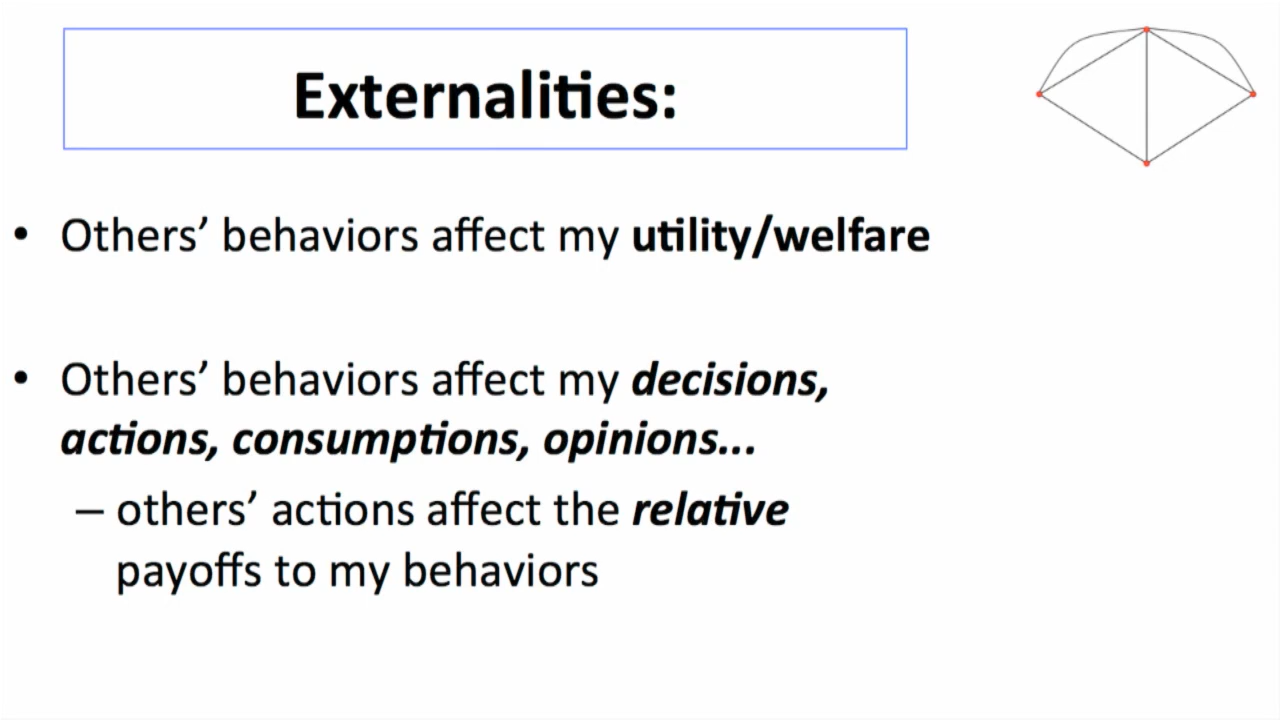 Externalities:
• Others’ behaviors affect my utility/welfare
• Others’ behaviors affect my decisions,
actions, consumptions, opinions...
– others’ actions affect the relative
payoffs to my behaviors